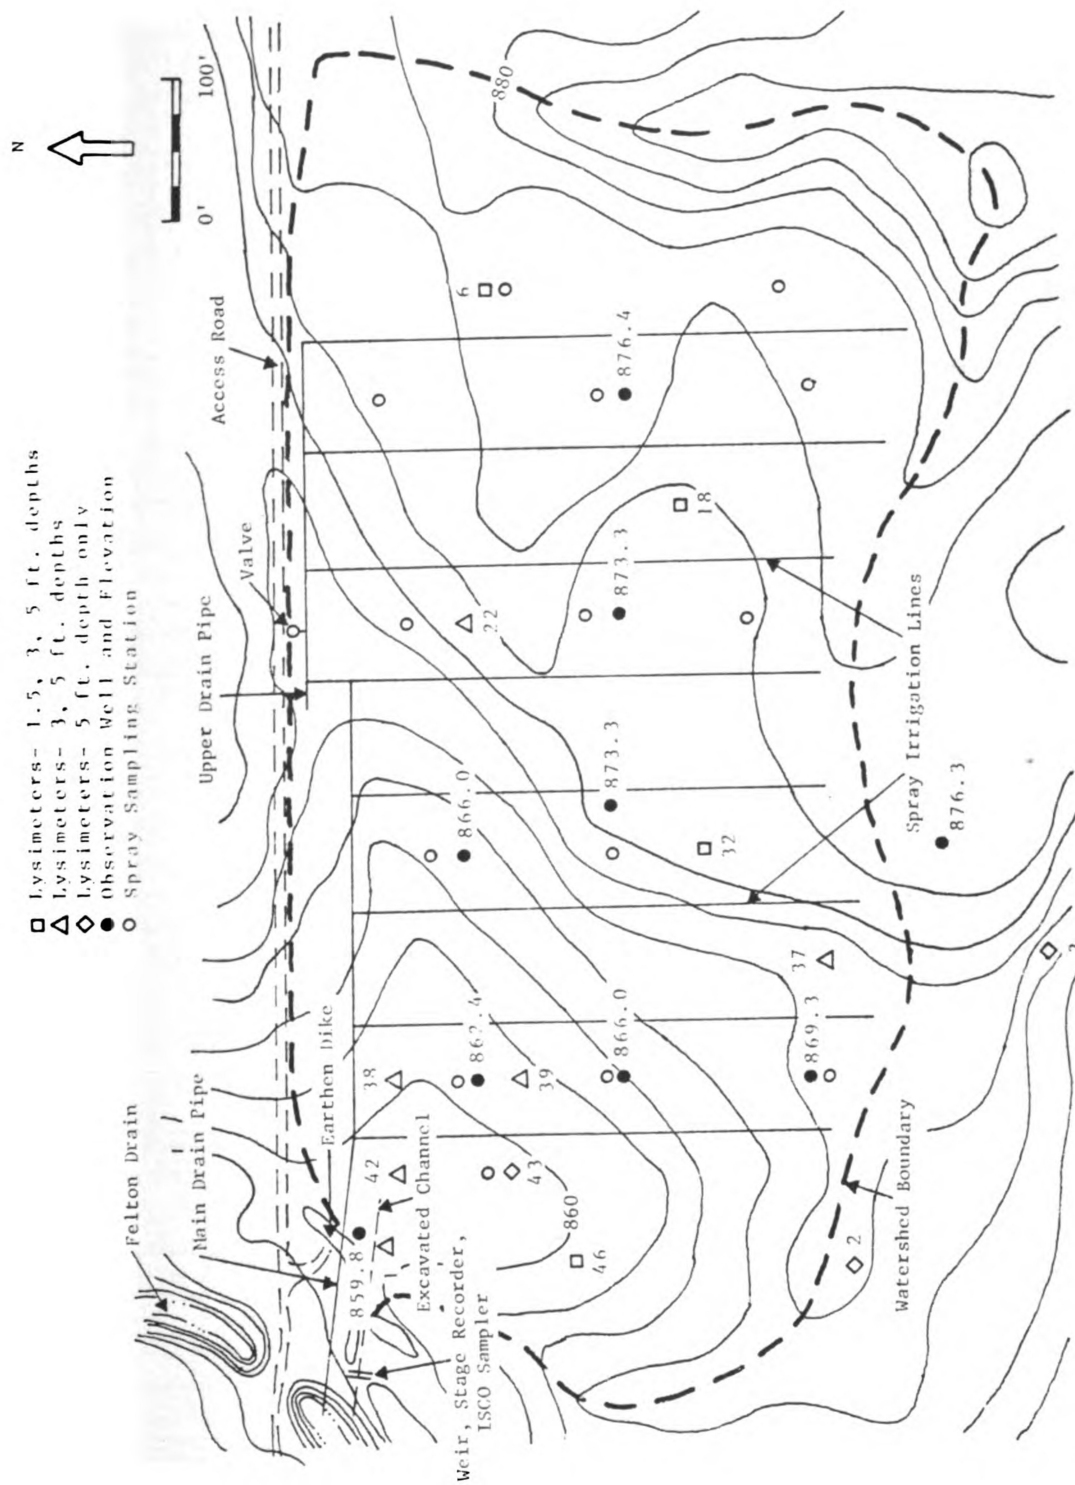 N
0' 100'
□ Lysimeters- 1.5, 3, 5 ft. depths
△ Lysimeters- 3, 5 ft. depths
◇ Lysimeters- 5 ft. depth only
● Observation Well and Elevation
○ Spray Sampling Station
Felton Drain
Main Drain Pipe
Earthen Dike
Upper Drain Pipe
Valve
Access Road
880
6
876.4
18
873.3
22
873.3
866.0
32
876.3
Spray Irrigation Lines
37
862.4
38
39
866.0
869.3
42
43
859.8
Excavated Channel
860
46
Weir, Stage Recorder,
ISCO Sampler
2
Watershed Boundary